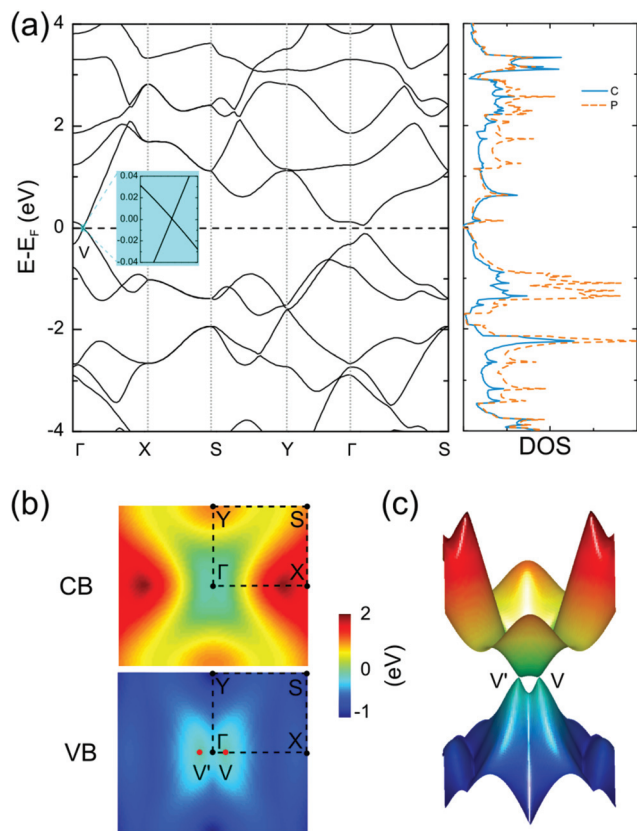 (a)
4
2
0
-2
-4
E-E_F (eV)
0.04
0.02
0.00
-0.02
-0.04
V
Γ X S Y Γ S
C
P
DOS
(b)
(c)
CB
Y S
Γ X
VB
Y S
Γ X
V' V
2
0
-1
(eV)
V' V